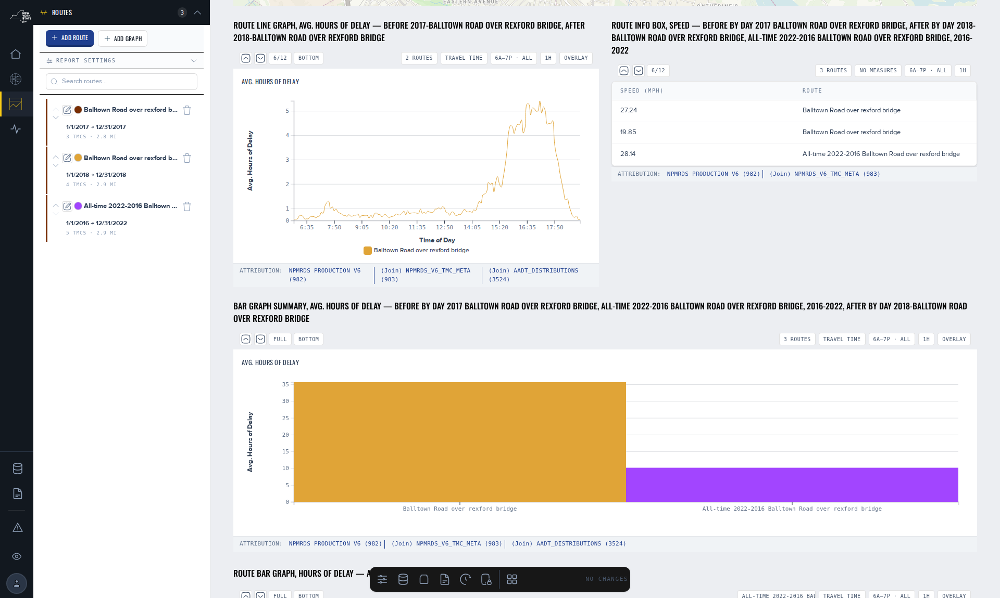 NEW
YORK
STATE
ROUTES
3
ADD ROUTE
ADD GRAPH
REPORT SETTINGS
Search routes...
Balltown Road over rexford b...
1/1/2017 → 12/31/2017
3 TMCS · 2.8 MI
Balltown Road over rexford b...
1/1/2018 → 12/31/2018
4 TMCS · 2.9 MI
All-time 2022-2016 Balltown ...
1/1/2016 → 12/31/2022
5 TMCS · 2.9 MI
EASTERN AVENUE
CATHERINE'S
ROUTE LINE GRAPH, AVG. HOURS OF DELAY — BEFORE 2017-BALLTOWN ROAD OVER REXFORD BRIDGE, AFTER
2018-BALLTOWN ROAD OVER REXFORD BRIDGE
6/12
BOTTOM
2 ROUTES
TRAVEL TIME
6A–7P · ALL
1H
OVERLAY
AVG. HOURS OF DELAY
Avg. Hours of Delay
5
4
3
2
1
0
6:35
7:50
9:05
10:20
11:35
12:50
14:05
15:20
16:35
17:50
Time of Day
Balltown Road over rexford bridge
ATTRIBUTION:
NPMRDS PRODUCTION V6
(982)
(Join) NPMRDS_V6_TMC_META
(983)
(Join) AADT_DISTRIBUTIONS
(3524)
ROUTE INFO BOX, SPEED — BEFORE BY DAY 2017 BALLTOWN ROAD OVER REXFORD BRIDGE, AFTER BY DAY 2018-
BALLTOWN ROAD OVER REXFORD BRIDGE, ALL-TIME 2022-2016 BALLTOWN ROAD OVER REXFORD BRIDGE, 2016-
2022
6/12
3 ROUTES
NO MEASURES
6A–7P · ALL
1H
SPEED (MPH)
ROUTE
27.24
Balltown Road over rexford bridge
19.85
Balltown Road over rexford bridge
28.14
All-time 2022-2016 Balltown Road over rexford bridge
ATTRIBUTION:
NPMRDS PRODUCTION V6 (982)
(Join) NPMRDS_V6_TMC_META (983)
BAR GRAPH SUMMARY, AVG. HOURS OF DELAY — BEFORE BY DAY 2017 BALLTOWN ROAD OVER REXFORD BRIDGE, ALL-TIME 2022-2016 BALLTOWN ROAD OVER REXFORD BRIDGE, 2016-2022, AFTER BY DAY 2018-BALLTOWN ROAD
OVER REXFORD BRIDGE
FULL
BOTTOM
3 ROUTES
TRAVEL TIME
6A–7P · ALL
1H
OVERLAY
AVG. HOURS OF DELAY
Avg. Hours of Delay
35
30
25
20
15
10
5
0
Balltown Road over rexford bridge
All-time 2022-2016 Balltown Road over rexford bridge
ATTRIBUTION:
NPMRDS PRODUCTION V6 (982)
(Join) NPMRDS_V6_TMC_META (983)
(Join) AADT_DISTRIBUTIONS (3524)
ROUTE BAR GRAPH, HOURS OF DELAY — A
NO CHANGES
FULL
BOTTOM
ALL-TIME 2022-2016 BAL
TRAVEL TIME
6A–7P · ALL
1H
OVERLAY